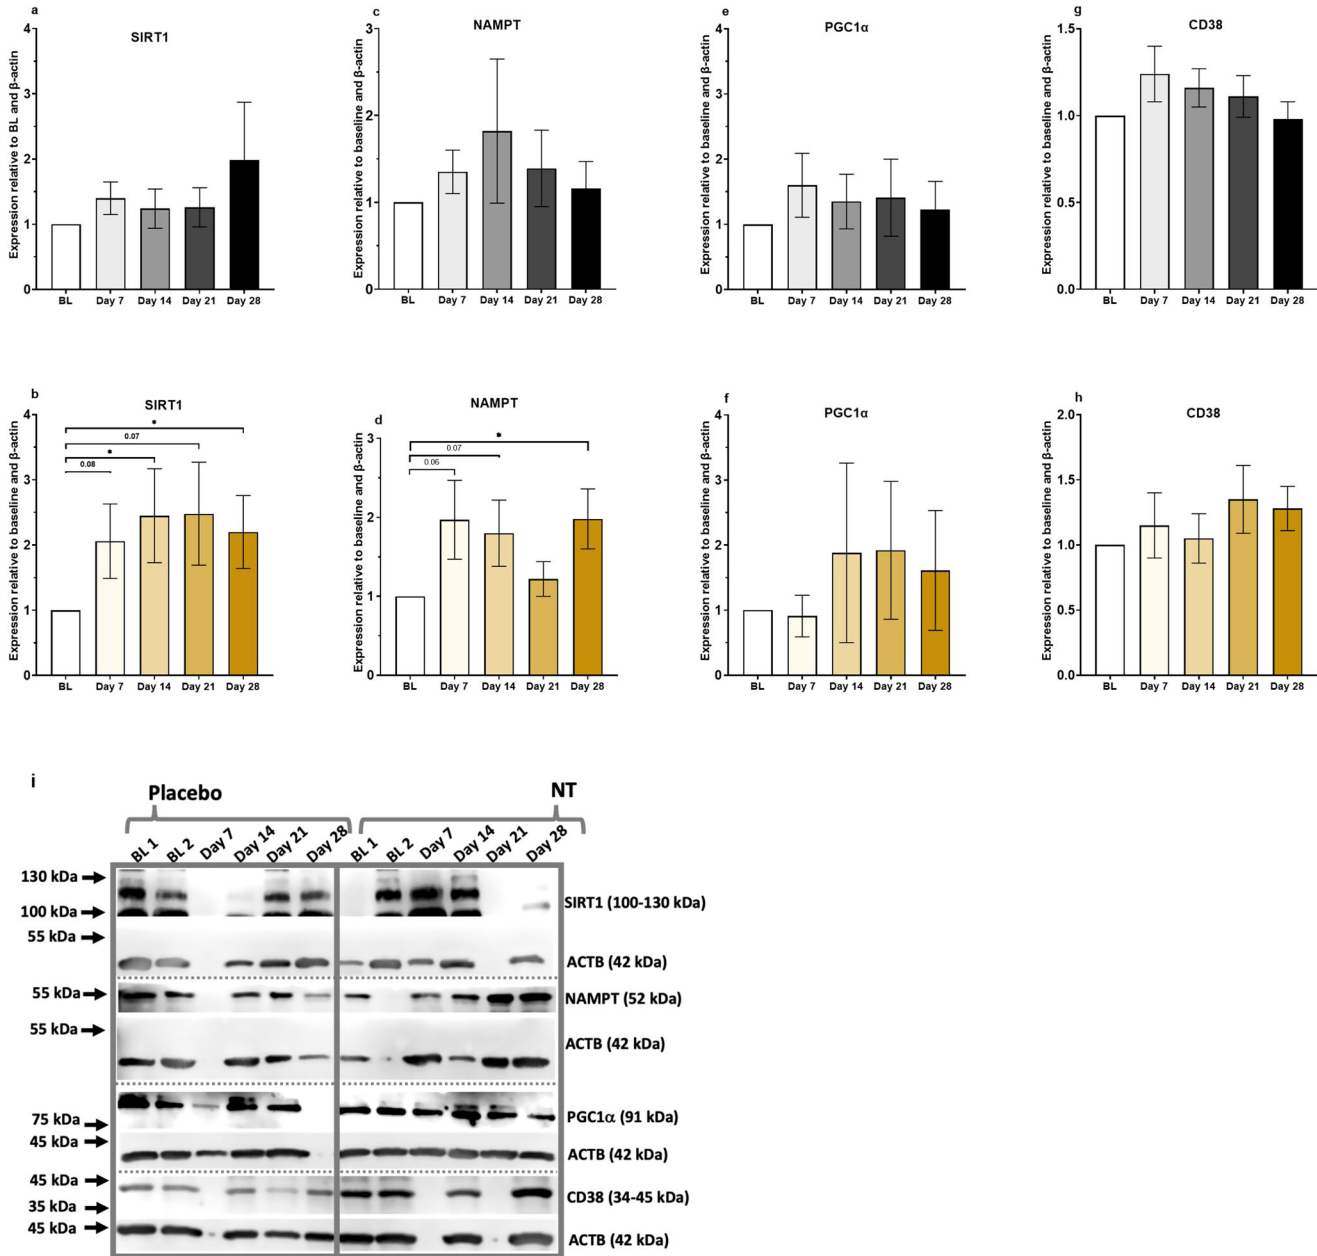 a
SIRT1
Expression relative to BL and β-actin
4
3
2
1
0
BL Day 7 Day 14 Day 21 Day 28
c
NAMPT
Expression relative to baseline and β-actin
3
2
1
0
BL Day 7 Day 14 Day 21 Day 28
e
PGC1α
Expression relative to baseline and β-actin
4
3
2
1
0
BL Day 7 Day 14 Day 21 Day 28
g
CD38
Expression relative to baseline and β-actin
1.5
1.0
0.5
0.0
BL Day 7 Day 14 Day 21 Day 28
b
SIRT1
Expression relative to baseline and β-actin
4
3
2
1
0
*
0.07
*
0.08
BL Day 7 Day 14 Day 21 Day 28
d
NAMPT
Expression relative to baseline and β-actin
3
2
1
0
*
0.07
0.06
BL Day 7 Day 14 Day 21 Day 28
f
PGC1α
Expression relative to baseline and β-actin
4
3
2
1
0
BL Day 7 Day 14 Day 21 Day 28
h
CD38
Expression relative to baseline and β-actin
2.0
1.5
1.0
0.5
0.0
BL Day 7 Day 14 Day 21 Day 28
i
Placebo NT
BL 1 BL 2 Day 7 Day 14 Day 21 Day 28 BL 1 BL 2 Day 7 Day 14 Day 21 Day 28
130 kDa
100 kDa SIRT1 (100-130 kDa)
55 kDa
ACTB (42 kDa)
55 kDa NAMPT (52 kDa)
55 kDa
ACTB (42 kDa)
75 kDa PGC1α (91 kDa)
45 kDa
ACTB (42 kDa)
45 kDa
CD38 (34-45 kDa)
35 kDa
45 kDa
ACTB (42 kDa)